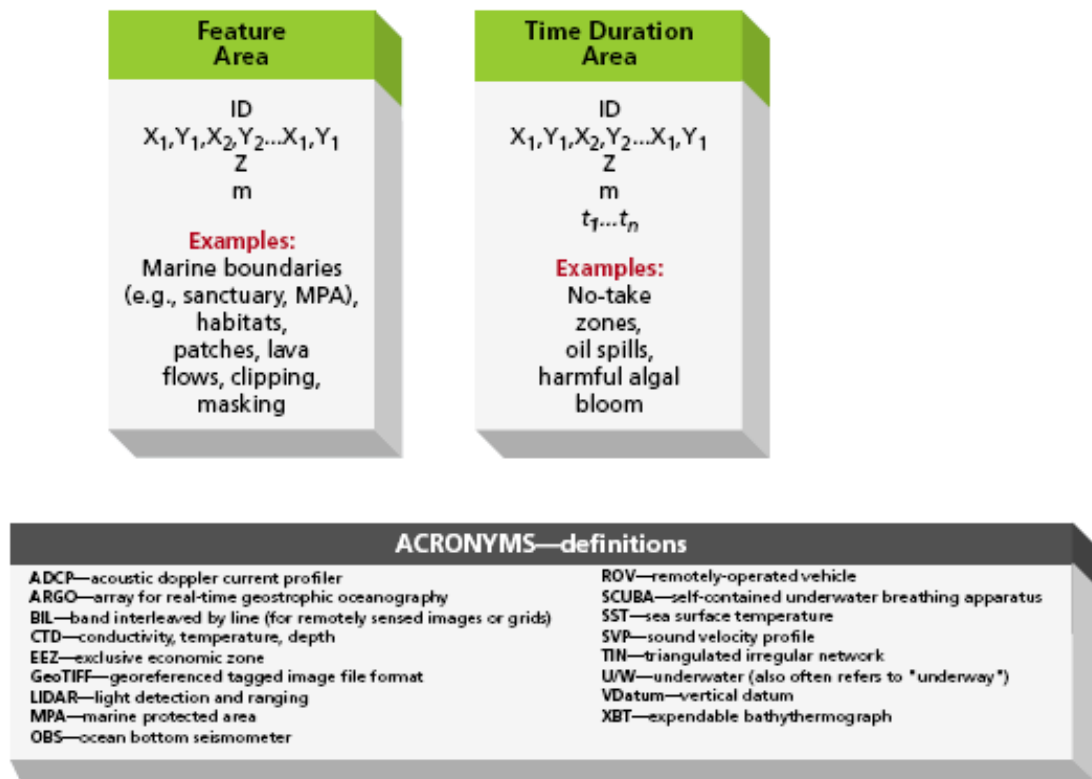 Feature
Area
ID
X₁,Y₁,X₂,Y₂...X₁,Y₁
Z
m
Examples:
Marine boundaries
(e.g., sanctuary, MPA),
habitats,
patches, lava
flows, clipping,
masking
Time Duration
Area
ID
X₁,Y₁,X₂,Y₂...X₁,Y₁
Z
m
t₁...tₙ
Examples:
No-take
zones,
oil spills,
harmful algal
bloom
ACRONYMS—definitions
ADCP—acoustic doppler current profiler
ARGO—array for real-time geostrophic oceanography
BIL—band interleaved by line (for remotely sensed images or grids)
CTD—conductivity, temperature, depth
EEZ—exclusive economic zone
GeoTIFF—georeferenced tagged image file format
LIDAR—light detection and ranging
MPA—marine protected area
OBS—ocean bottom seismometer
ROV—remotely-operated vehicle
SCUBA—self-contained underwater breathing apparatus
SST—sea surface temperature
SVP—sound velocity profile
TIN—triangulated irregular network
U/W—underwater (also often refers to "underway")
VDatum—vertical datum
XBT—expendable bathythermograph